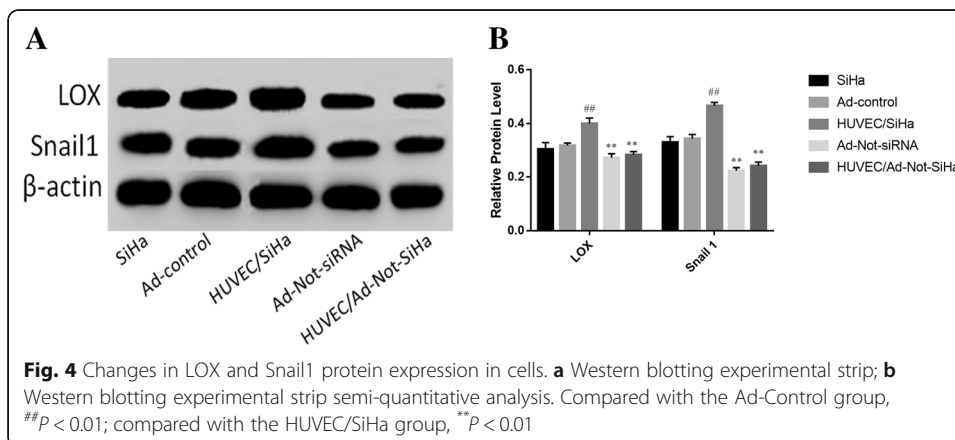 A
LOX
Snail1
β-actin
SiHa
Ad-control
HUVEC/SiHa
Ad-Not-siRNA
HUVEC/Ad-Not-SiHa
B
Relative Protein Level
0.6
0.4
0.2
0.0
##
** **
##
**
**
LOX
Snail 1
SiHa
Ad-control
HUVEC/SiHa
Ad-Not-siRNA
HUVEC/Ad-Not-SiHa
Fig. 4 Changes in LOX and Snail1 protein expression in cells. a Western blotting experimental strip; b
Western blotting experimental strip semi-quantitative analysis. Compared with the Ad-Control group,
##P < 0.01; compared with the HUVEC/SiHa group, **P < 0.01